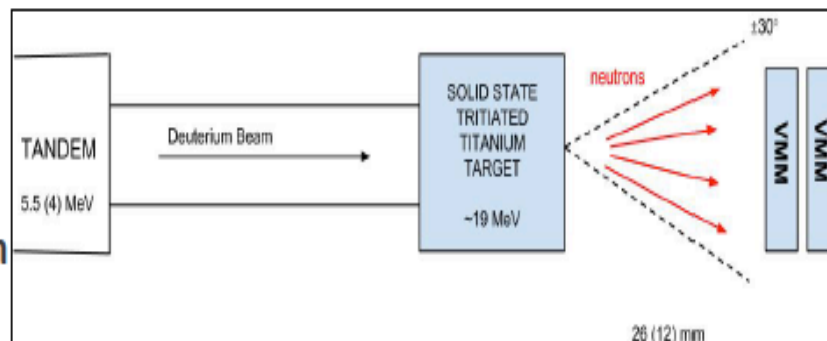 ±30°
neutrons
SOLID STATE
TRITIATED
TITANIUM
TARGET
~19 MeV
TANDEM
5.5 (4) MeV
Deuterium Beam
VMM
VMM
26 (12) mm